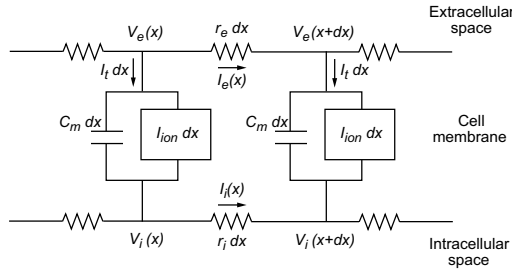 Extracellular
space
V_e(x)
r_e dx
V_e(x+dx)
I_t dx
I_e(x)
I_t dx
C_m dx
I_ion dx
C_m dx
I_ion dx
Cell
membrane
I_i(x)
V_i(x)
r_i dx
V_i(x+dx)
Intracellular
space